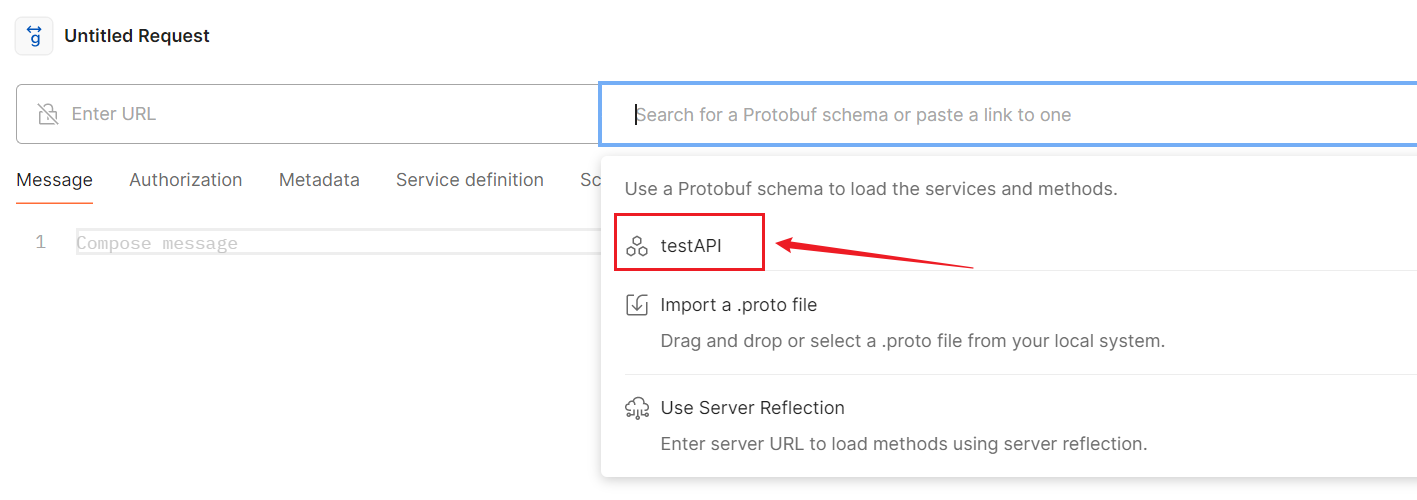 g
Untitled Request
Enter URL
Search for a Protobuf schema or paste a link to one
Message Authorization Metadata Service definition Sc
Use a Protobuf schema to load the services and methods.
1 Compose message
testAPI
Import a .proto file
Drag and drop or select a .proto file from your local system.
Use Server Reflection
Enter server URL to load methods using server reflection.